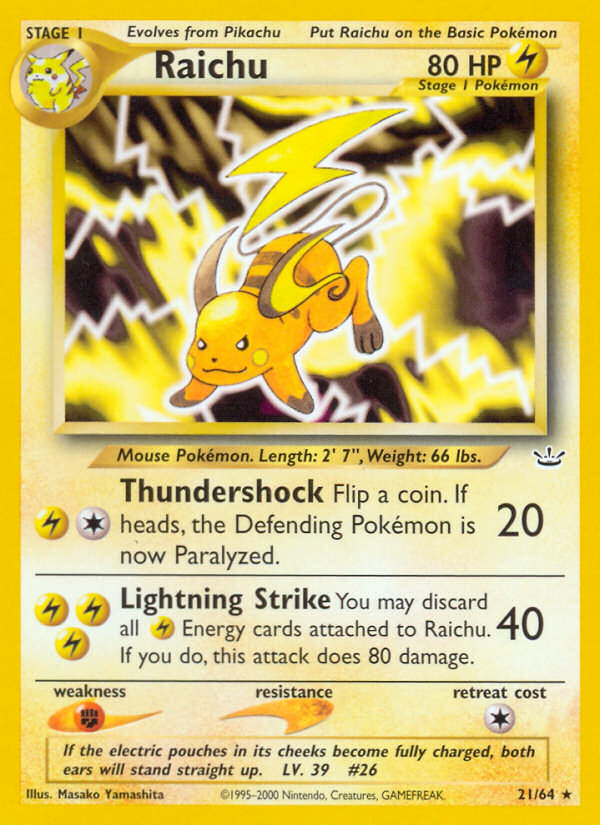 STAGE 1 Evolves from Pikachu Put Raichu on the Basic Pokémon
Raichu 80 HP
Stage 1 Pokémon
Mouse Pokémon. Length: 2' 7", Weight: 66 lbs.
Thundershock Flip a coin. If
heads, the Defending Pokémon is 20
now Paralyzed.
Lightning Strike You may discard
all Energy cards attached to Raichu. 40
If you do, this attack does 80 damage.
weakness resistance retreat cost
If the electric pouches in its cheeks become fully charged, both
ears will stand straight up. LV. 39 #26
Illus. Masako Yamashita ©1995-2000 Nintendo, Creatures, GAMEFREAK. 21/64 ★